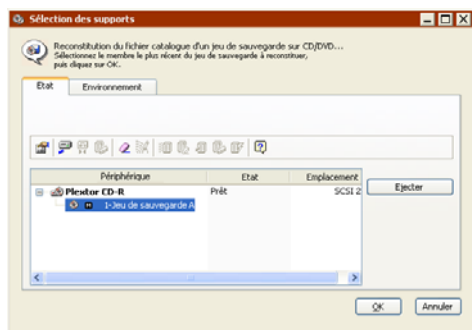 Sélection des supports
Reconstitution du fichier catalogue d'un jeu de sauvegarde sur CD/DVD...
Sélectionnez le membre le plus récent du jeu de sauvegarde à reconstituer,
puis cliquez sur OK.
Etat Environnement
Périphérique Etat Emplacement
Plextor CD-R Prêt SCSI 2 Ejecter
1-Jeu de sauvegarde A
OK Annuler